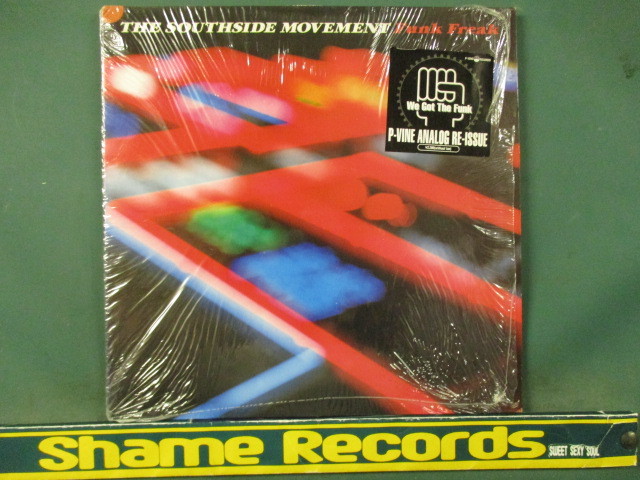 THE SOUTHSIDE MOVEMENT Funk Freak
We Got The Funk
P-VINE ANALOG RE-ISSUE
Shame Records
SWEET SEXY SOUL